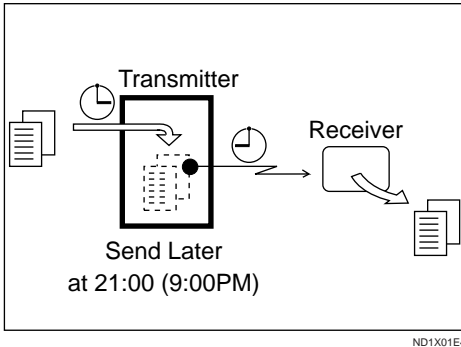 Transmitter
Receiver
Send Later
at 21:00 (9:00PM)